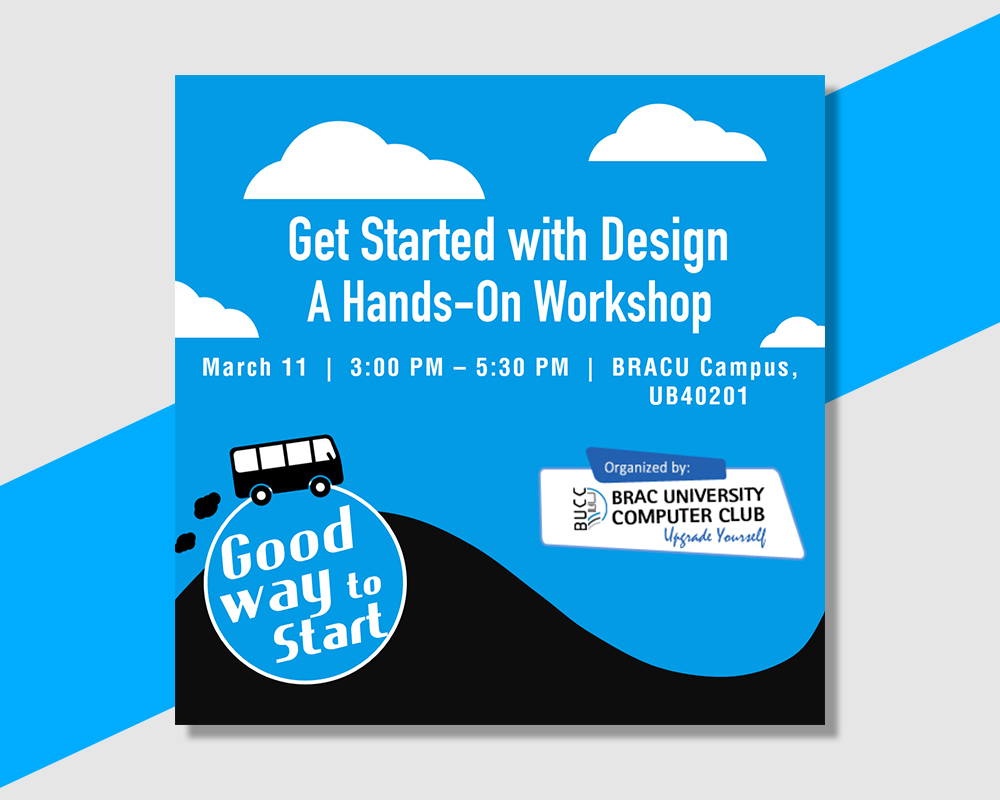 Get Started with Design
A Hands-On Workshop
March 11 | 3:00 PM – 5:30 PM | BRACU Campus,
UB40201
Good
way to
Start
Organized by:
BUCC
BRAC UNIVERSITY
COMPUTER CLUB
Upgrade Yourself